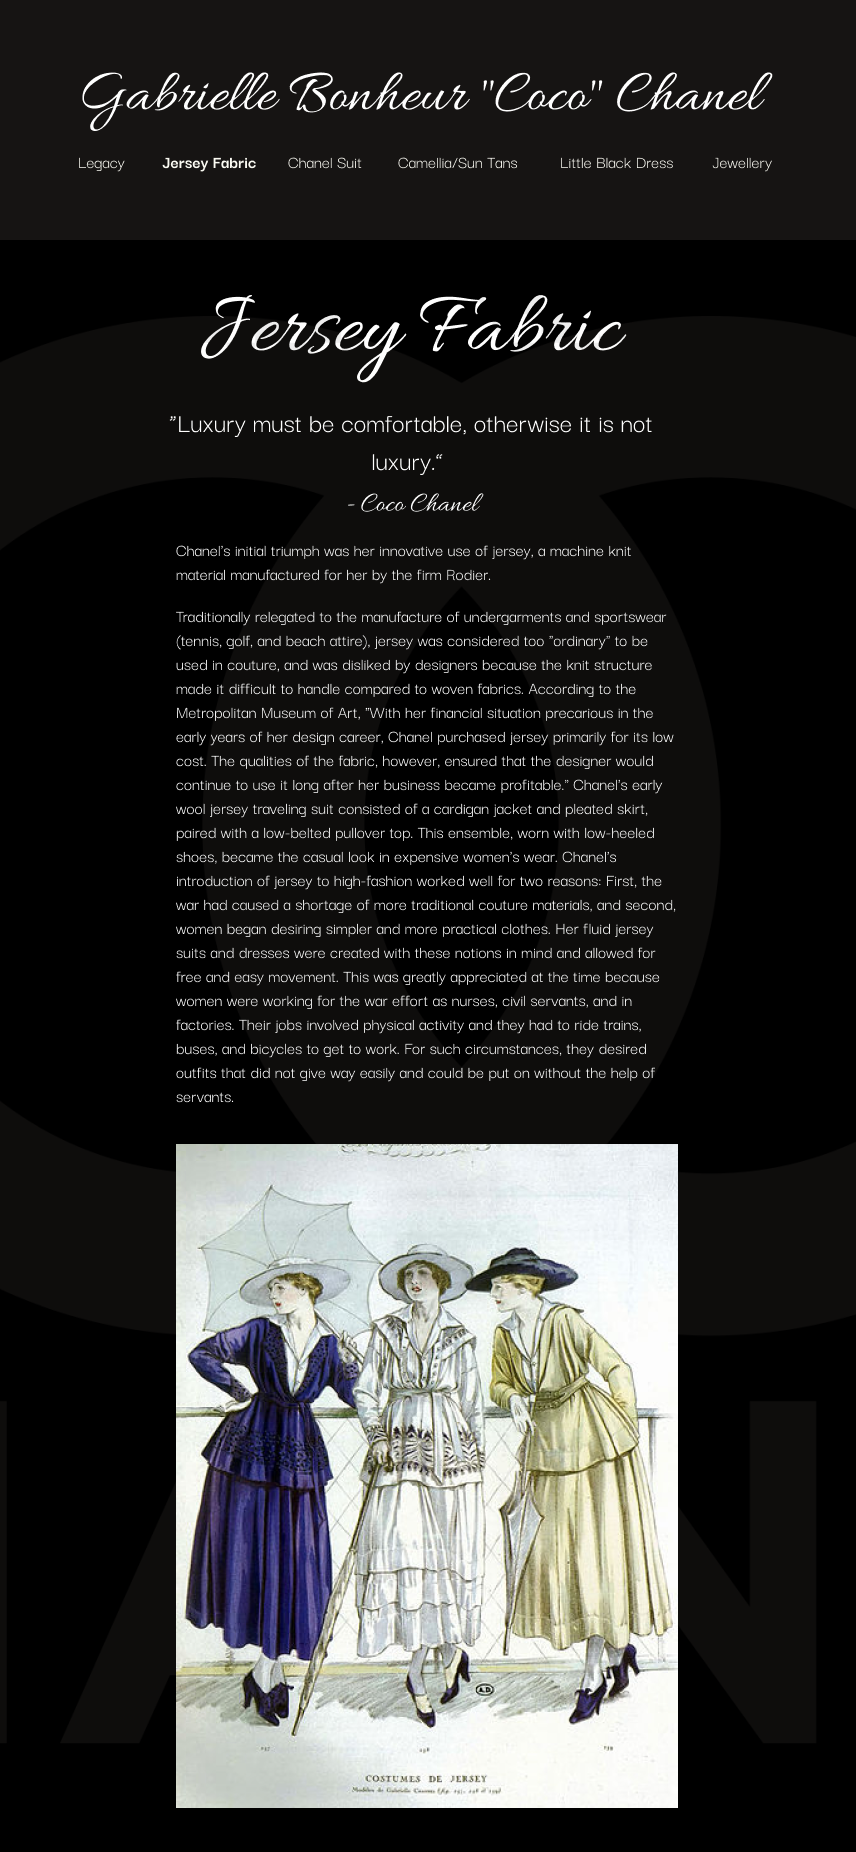 Gabrielle Bonheur "Coco" Chanel
Legacy Jersey Fabric Chanel Suit Camellia/Sun Tans Little Black Dress Jewellery
Jersey Fabric
"Luxury must be comfortable, otherwise it is not
luxury."
- Coco Chanel
Chanel's initial triumph was her innovative use of jersey, a machine knit
material manufactured for her by the firm Rodier.
Traditionally relegated to the manufacture of undergarments and sportswear
(tennis, golf, and beach attire), jersey was considered too "ordinary" to be
used in couture, and was disliked by designers because the knit structure
made it difficult to handle compared to woven fabrics. According to the
Metropolitan Museum of Art, "With her financial situation precarious in the
early years of her design career, Chanel purchased jersey primarily for its low
cost. The qualities of the fabric, however, ensured that the designer would
continue to use it long after her business became profitable." Chanel's early
wool jersey traveling suit consisted of a cardigan jacket and pleated skirt,
paired with a low-belted pullover top. This ensemble, worn with low-heeled
shoes, became the casual look in expensive women's wear. Chanel's
introduction of jersey to high-fashion worked well for two reasons: First, the
war had caused a shortage of more traditional couture materials, and second,
women began desiring simpler and more practical clothes. Her fluid jersey
suits and dresses were created with these notions in mind and allowed for
free and easy movement. This was greatly appreciated at the time because
women were working for the war effort as nurses, civil servants, and in
factories. Their jobs involved physical activity and they had to ride trains,
buses, and bicycles to get to work. For such circumstances, they desired
outfits that did not give way easily and could be put on without the help of
servants.
A.D.
257 258 259
COSTUMES DE JERSEY
Modèles de Gabrielle Channel (fig. 257, 258 & 259)